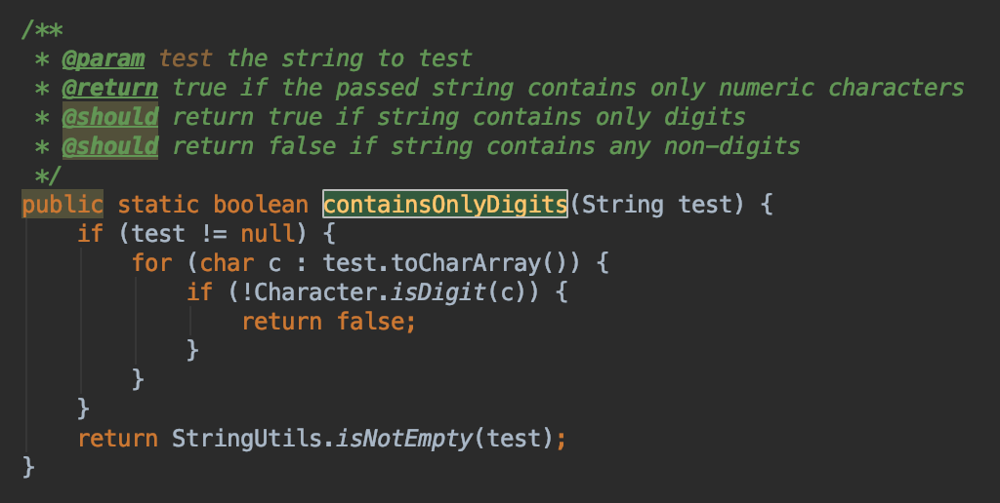 /**
 * @param test the string to test
 * @return true if the passed string contains only numeric characters
 * @should return true if string contains only digits
 * @should return false if string contains any non-digits
 */
public static boolean containsOnlyDigits(String test) {
    if (test != null) {
        for (char c : test.toCharArray()) {
            if (!Character.isDigit(c)) {
                return false;
            }
        }
    }
    return StringUtils.isNotEmpty(test);
}